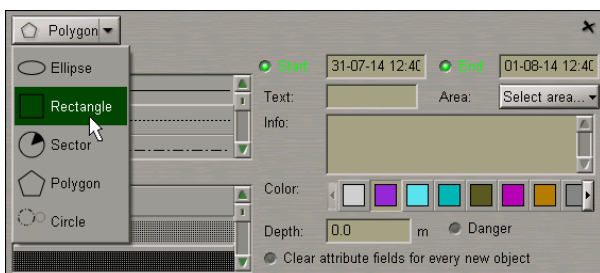 Polygon
Ellipse
Rectangle
Sector
Polygon
Circle
Start: 31-07-14 12:40 End: 01-08-14 12:40
Text: Area: Select area...
Info:
Color:
Depth: 0.0 m Danger
Clear attribute fields for every new object